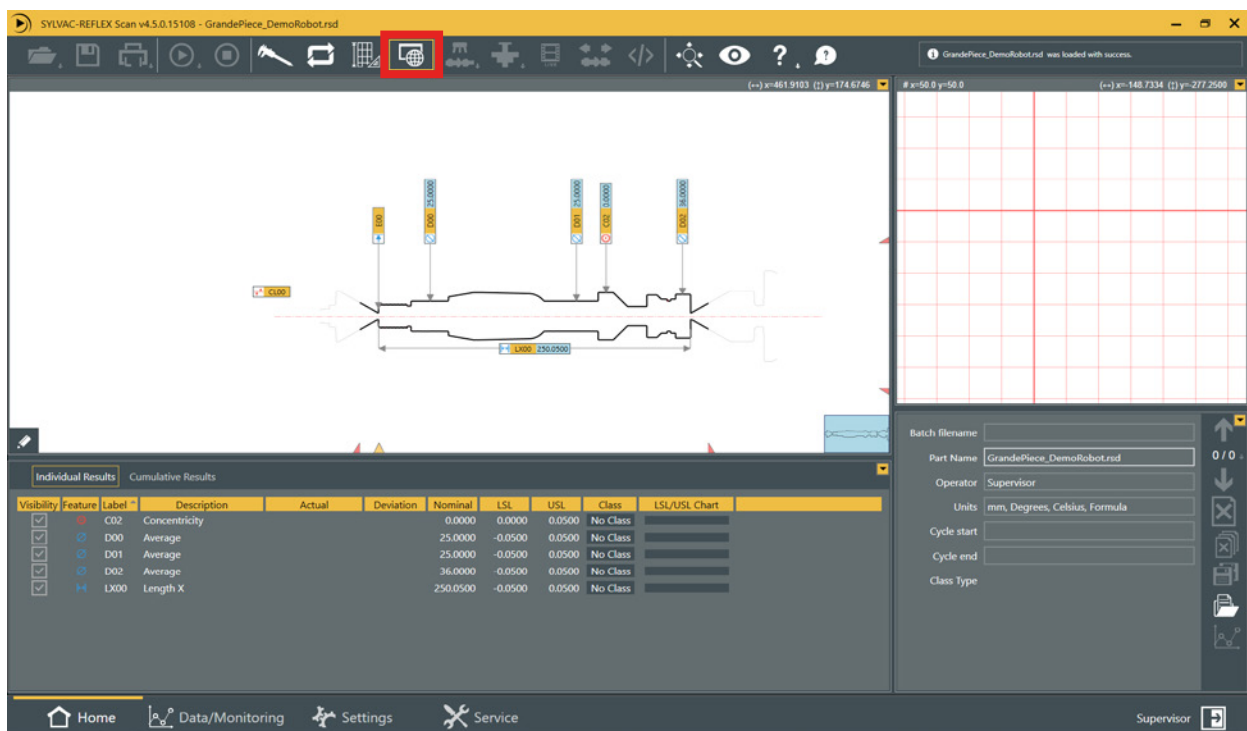 SYLVAC-REFLEX Scan v4.5.0.15108 - GrandePiece_DemoRobot.rsd
GrandePiece_DemoRobot.rsd was loaded with success.
(↔) x=461.9103 (↕) y=174.6746
# x=50.0 y=50.0 (↔) x=-148.7334 (↕) y=-277.2500
E00
D00 25.0000
D01 25.0000
C02 0.0000
D02 36.0000
CL00
LX00 250.0500
Individual Results Cumulative Results
Visibility Feature Label Description Actual Deviation Nominal LSL USL Class LSL/USL Chart
C02 Concentricity 0.0000 0.0000 0.0500 No Class
D00 Average 25.0000 -0.0500 0.0500 No Class
D01 Average 25.0000 -0.0500 0.0500 No Class
D02 Average 36.0000 -0.0500 0.0500 No Class
LX00 Length X 250.0500 -0.0500 0.0500 No Class
Batch filename
Part Name GrandePiece_DemoRobot.rsd
Operator Supervisor
Units mm, Degrees, Celsius, Formula
Cycle start
Cycle end
Class Type
0 / 0
Home Data/Monitoring Settings Service Supervisor